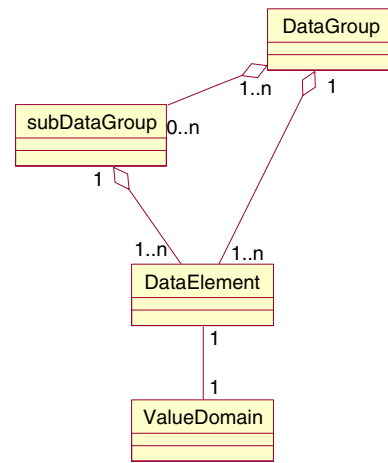 DataGroup
1..n
1
subDataGroup
0..n
1
1..n
1..n
DataElement
1
1
ValueDomain